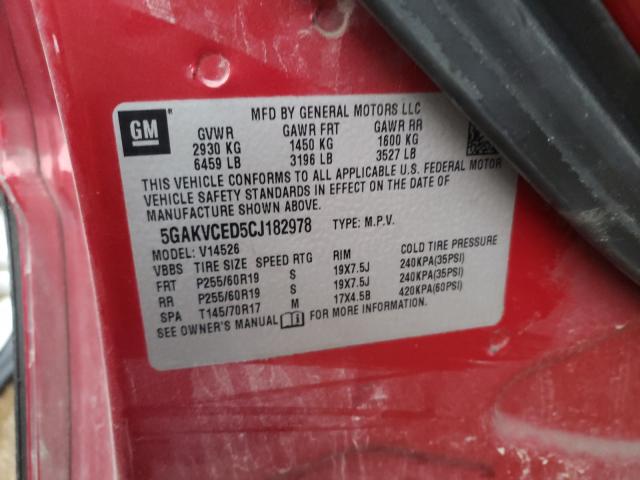 MFD BY GENERAL MOTORS LLC
GM
GVWR GAWR FRT GAWR RR
2930 KG 1450 KG 1600 KG
6459 LB 3196 LB 3527 LB
THIS VEHICLE CONFORMS TO ALL APPLICABLE U.S. FEDERAL MOTOR
VEHICLE SAFETY STANDARDS IN EFFECT ON THE DATE OF
MANUFACTURE SHOWN ABOVE.
5GAKVCED5CJ182978 TYPE: M.P.V.
MODEL: V14526
VBBS TIRE SIZE SPEED RTG RIM COLD TIRE PRESSURE
FRT P255/60R19 S 19X7.5J 240KPA(35PSI)
RR P255/60R19 S 19X7.5J 240KPA(35PSI)
SPA T145/70R17 M 17X4.5B 420KPA(60PSI)
SEE OWNER'S MANUAL FOR MORE INFORMATION.